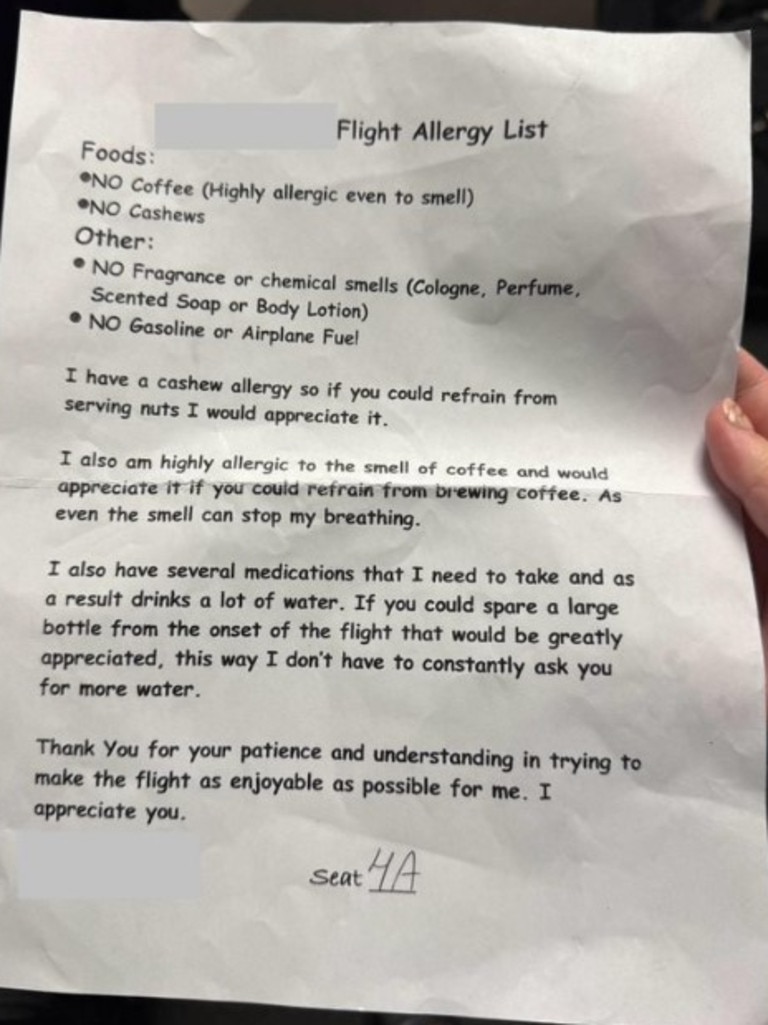 Flight Allergy List
Foods:
•NO Coffee (Highly allergic even to smell)
•NO Cashews
Other:
• NO Fragrance or chemical smells (Cologne, Perfume,
Scented Soap or Body Lotion)
• NO Gasoline or Airplane Fuel
I have a cashew allergy so if you could refrain from
serving nuts I would appreciate it.
I also am highly allergic to the smell of coffee and would
appreciate it if you could refrain from brewing coffee. As
even the smell can stop my breathing.
I also have several medications that I need to take and as
a result drinks a lot of water. If you could spare a large
bottle from the onset of the flight that would be greatly
appreciated, this way I don't have to constantly ask you
for more water.
Thank You for your patience and understanding in trying to
make the flight as enjoyable as possible for me. I
appreciate you.
Seat 4A